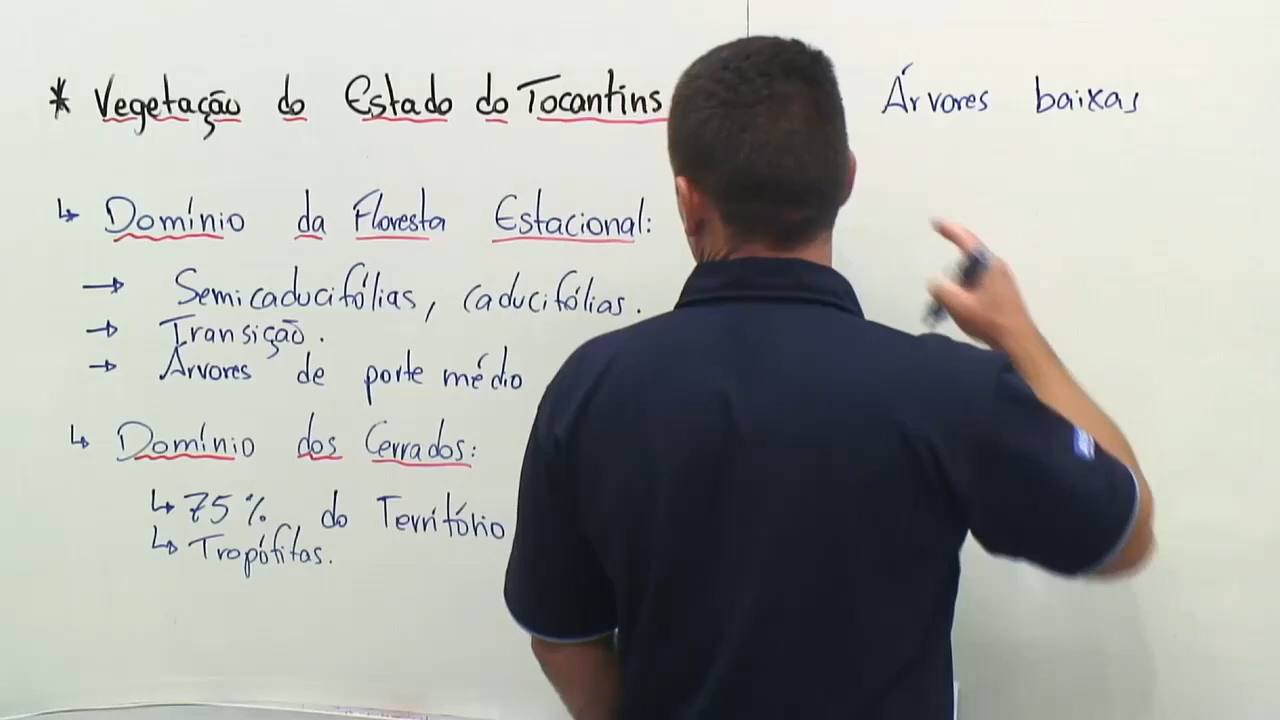 * Vegetação do Estado do Tocantins
↳ Domínio da Floresta Estacional:
→ Semicaducifólias, caducifólias.
→ Transição.
→ Árvores de porte médio
↳ Domínio dos Cerrados:
↳ 75% do Território
↳ Tropófitas.
Árvores baixas